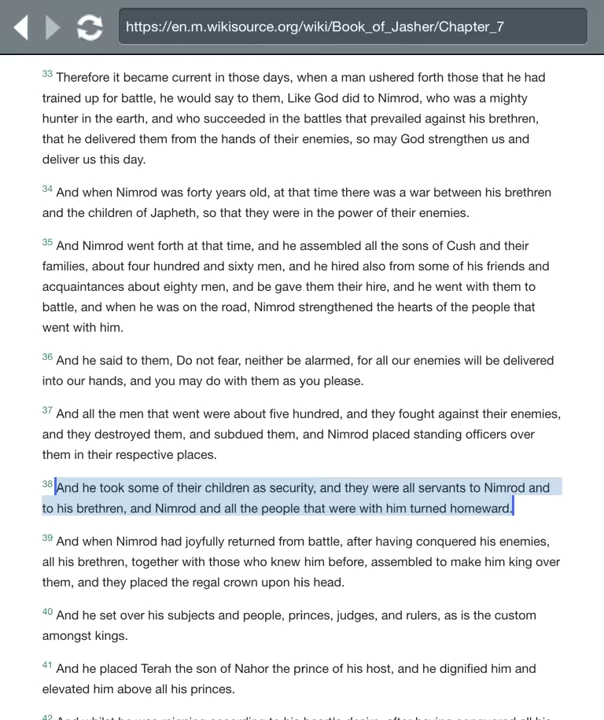 https://en.m.wikisource.org/wiki/Book_of_Jasher/Chapter_7
33 Therefore it became current in those days, when a man ushered forth those that he had
trained up for battle, he would say to them, Like God did to Nimrod, who was a mighty
hunter in the earth, and who succeeded in the battles that prevailed against his brethren,
that he delivered them from the hands of their enemies, so may God strengthen us and
deliver us this day.
34 And when Nimrod was forty years old, at that time there was a war between his brethren
and the children of Japheth, so that they were in the power of their enemies.
35 And Nimrod went forth at that time, and he assembled all the sons of Cush and their
families, about four hundred and sixty men, and he hired also from some of his friends and
acquaintances about eighty men, and be gave them their hire, and he went with them to
battle, and when he was on the road, Nimrod strengthened the hearts of the people that
went with him.
36 And he said to them, Do not fear, neither be alarmed, for all our enemies will be delivered
into our hands, and you may do with them as you please.
37 And all the men that went were about five hundred, and they fought against their enemies,
and they destroyed them, and subdued them, and Nimrod placed standing officers over
them in their respective places.
38 And he took some of their children as security, and they were all servants to Nimrod and
to his brethren, and Nimrod and all the people that were with him turned homeward.
39 And when Nimrod had joyfully returned from battle, after having conquered his enemies,
all his brethren, together with those who knew him before, assembled to make him king over
them, and they placed the regal crown upon his head.
40 And he set over his subjects and people, princes, judges, and rulers, as is the custom
amongst kings.
41 And he placed Terah the son of Nahor the prince of his host, and he dignified him and
elevated him above all his princes.
42 And whilst he was reigning according to his heart's desire, after having conquered all his